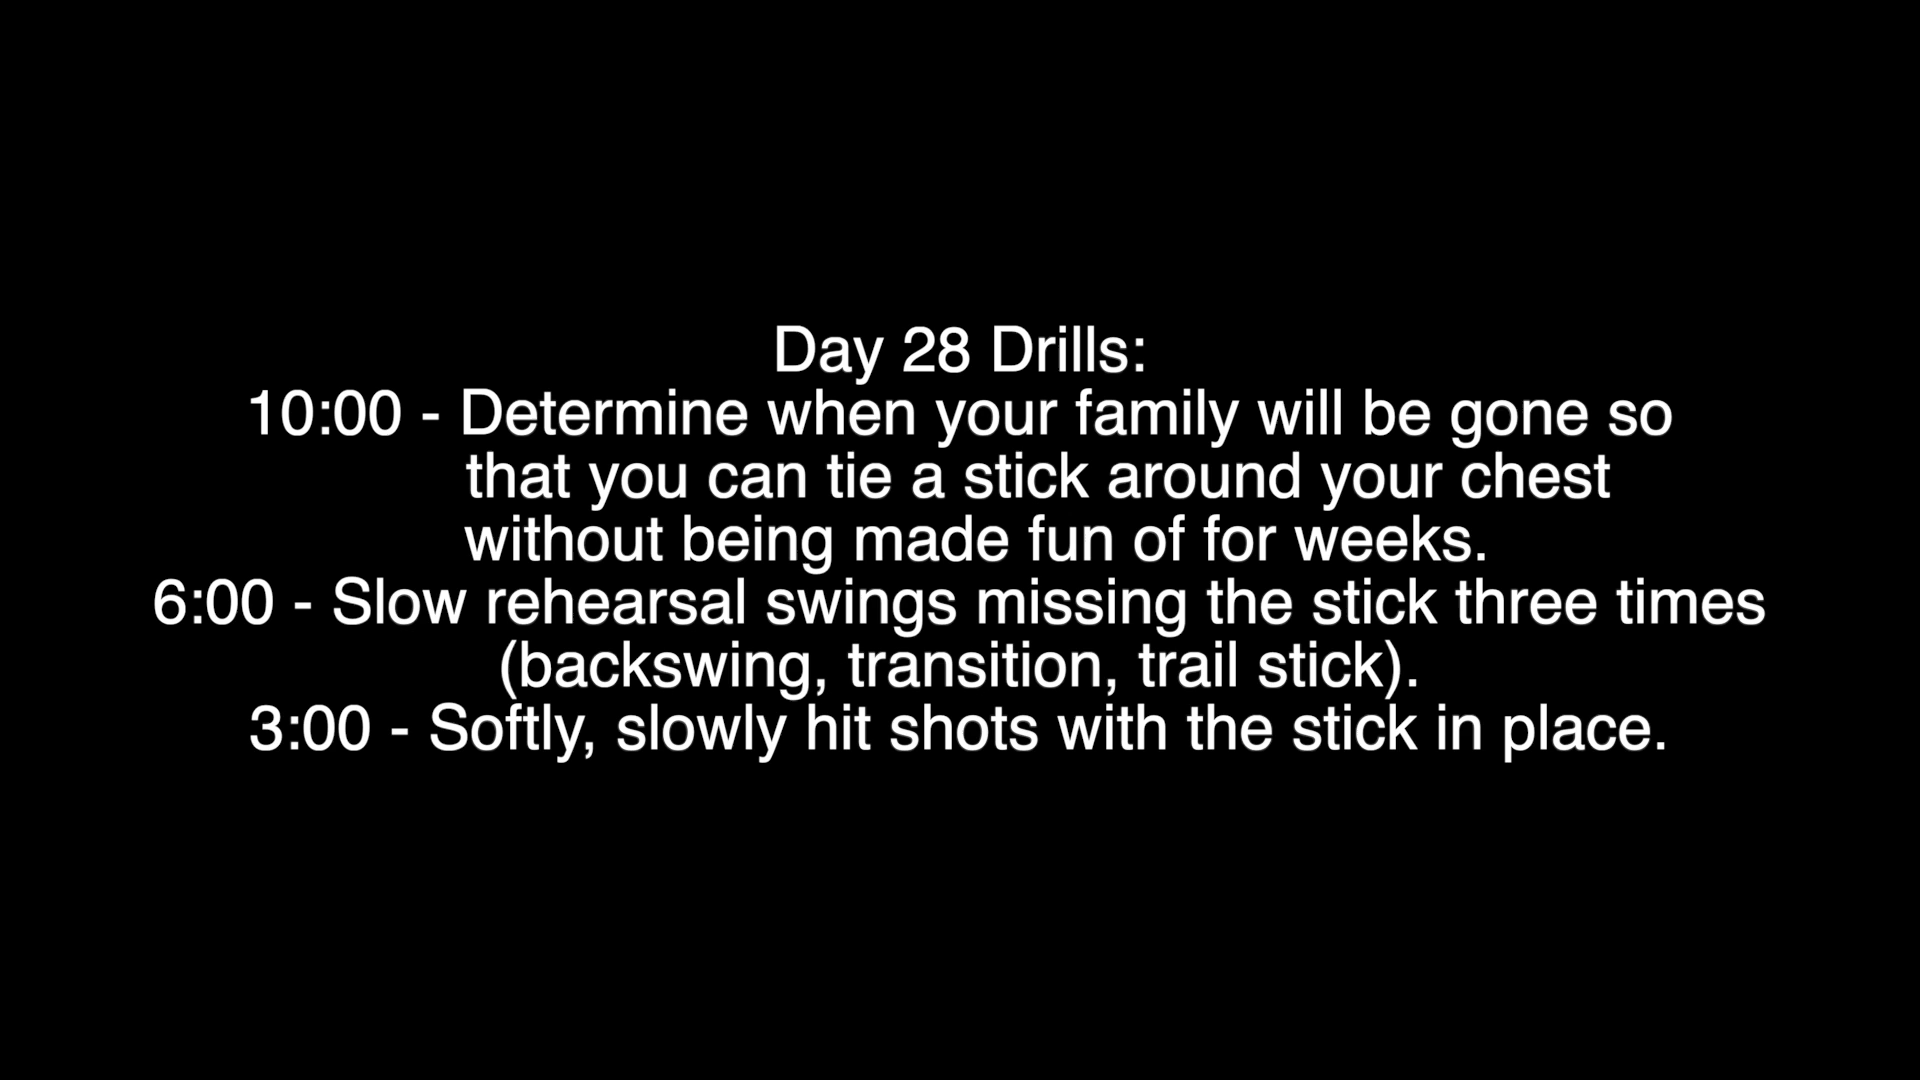 Day 28 Drills:
10:00 - Determine when your family will be gone so
that you can tie a stick around your chest
without being made fun of for weeks.
6:00 - Slow rehearsal swings missing the stick three times
(backswing, transition, trail stick).
3:00 - Softly, slowly hit shots with the stick in place.